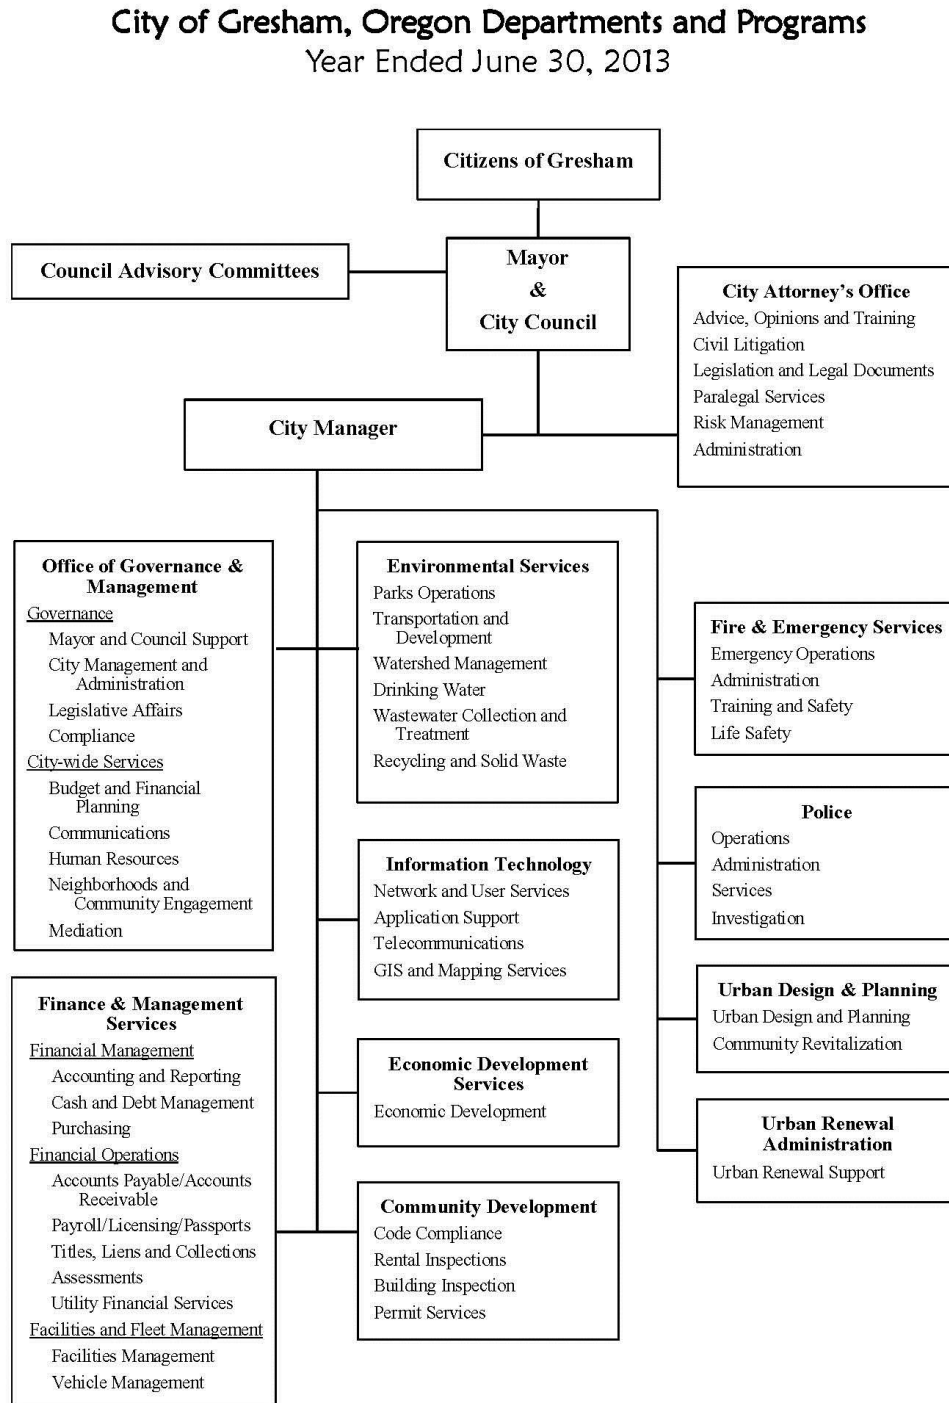 City of Gresham, Oregon Departments and Programs
Year Ended June 30, 2013
Citizens of Gresham
Council Advisory Committees
Mayor
&
City Council
City Attorney's Office
Advice, Opinions and Training
Civil Litigation
Legislation and Legal Documents
Paralegal Services
Risk Management
Administration
City Manager
Office of Governance &
Management
Governance
Mayor and Council Support
City Management and
Administration
Legislative Affairs
Compliance
City-wide Services
Budget and Financial
Planning
Communications
Human Resources
Neighborhoods and
Community Engagement
Mediation
Finance & Management
Services
Financial Management
Accounting and Reporting
Cash and Debt Management
Purchasing
Financial Operations
Accounts Payable/Accounts
Receivable
Payroll/Licensing/Passports
Titles, Liens and Collections
Assessments
Utility Financial Services
Facilities and Fleet Management
Facilities Management
Vehicle Management
Environmental Services
Parks Operations
Transportation and
Development
Watershed Management
Drinking Water
Wastewater Collection and
Treatment
Recycling and Solid Waste
Information Technology
Network and User Services
Application Support
Telecommunications
GIS and Mapping Services
Economic Development
Services
Economic Development
Community Development
Code Compliance
Rental Inspections
Building Inspection
Permit Services
Fire & Emergency Services
Emergency Operations
Administration
Training and Safety
Life Safety
Police
Operations
Administration
Services
Investigation
Urban Design & Planning
Urban Design and Planning
Community Revitalization
Urban Renewal
Administration
Urban Renewal Support